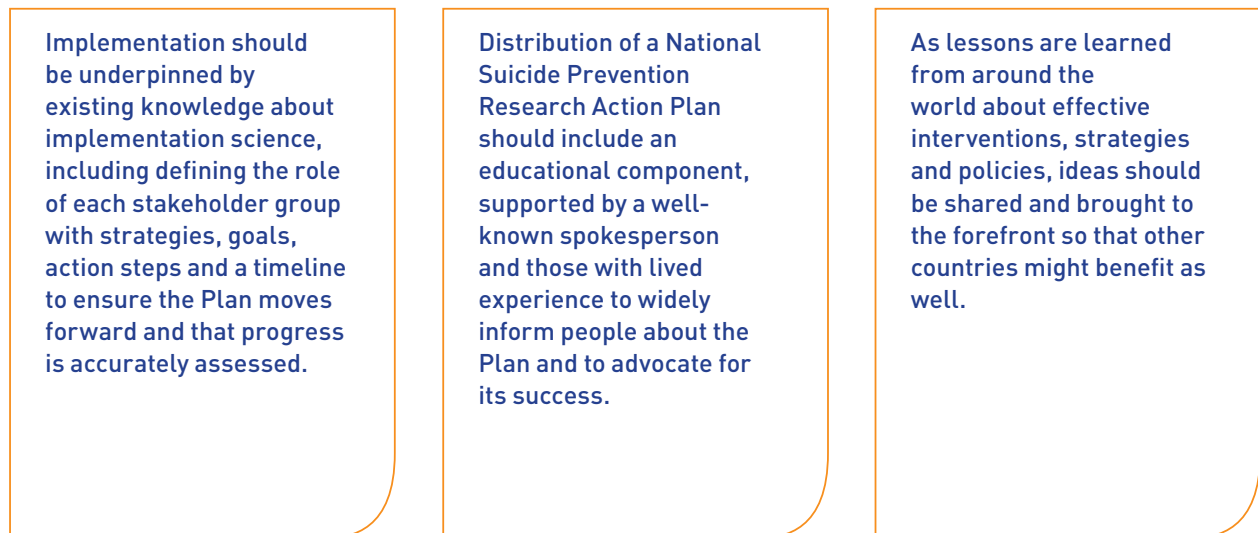 Implementation should
be underpinned by
existing knowledge about
implementation science,
including defining the role
of each stakeholder group
with strategies, goals,
action steps and a timeline
to ensure the Plan moves
forward and that progress
is accurately assessed.
Distribution of a National
Suicide Prevention
Research Action Plan
should include an
educational component,
supported by a well-
known spokesperson
and those with lived
experience to widely
inform people about the
Plan and to advocate for
its success.
As lessons are learned
from around the
world about effective
interventions, strategies
and policies, ideas should
be shared and brought to
the forefront so that other
countries might benefit as
well.